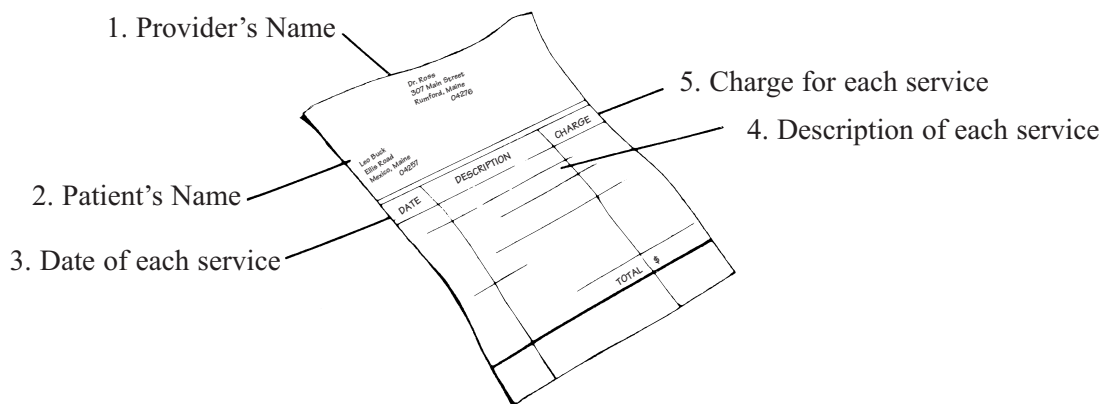 1. Provider’s Name
Dr. Ross
307 Main Street
Rumford, Maine
04276
5. Charge for each service
4. Description of each service
Leo Buck
Ellis Road
Mexico, Maine
04257
2. Patient’s Name
3. Date of each service
DATE
DESCRIPTION
CHARGE
TOTAL $